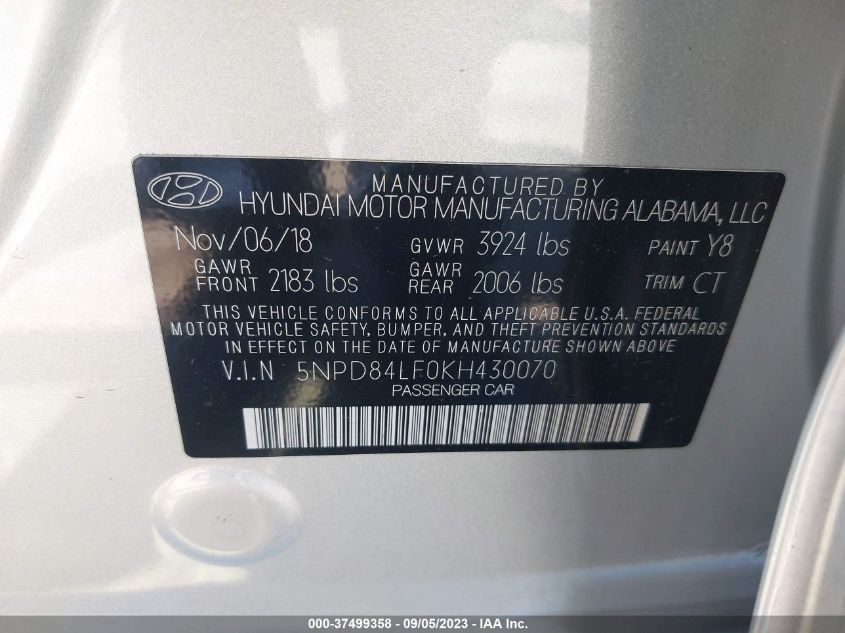 MANUFACTURED BY
HYUNDAI MOTOR MANUFACTURING ALABAMA, LLC
Nov/06/18 GVWR 3924 lbs PAINT Y8
GAWR FRONT 2183 lbs GAWR REAR 2006 lbs TRIM CT
THIS VEHICLE CONFORMS TO ALL APPLICABLE U.S.A. FEDERAL
MOTOR VEHICLE SAFETY, BUMPER, AND THEFT PREVENTION STANDARDS
IN EFFECT ON THE DATE OF MANUFACTURE SHOWN ABOVE
V.I.N 5NPD84LF0KH430070
PASSENGER CAR
000-37499358 - 09/05/2023 - IAA Inc.